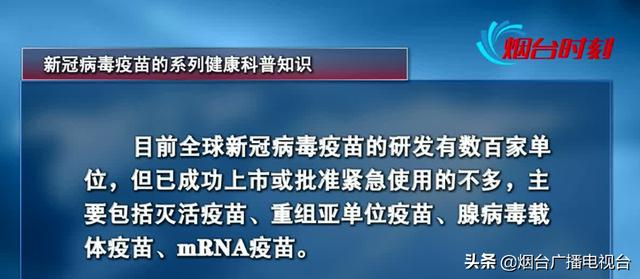 烟台时刻
新冠病毒疫苗的系列健康科普知识
目前全球新冠病毒疫苗的研发有数百家单
位，但已成功上市或批准紧急使用的不多，主
要包括灭活疫苗、重组亚单位疫苗、腺病毒载
体疫苗、mRNA疫苗。
头条 @烟台广播电视台